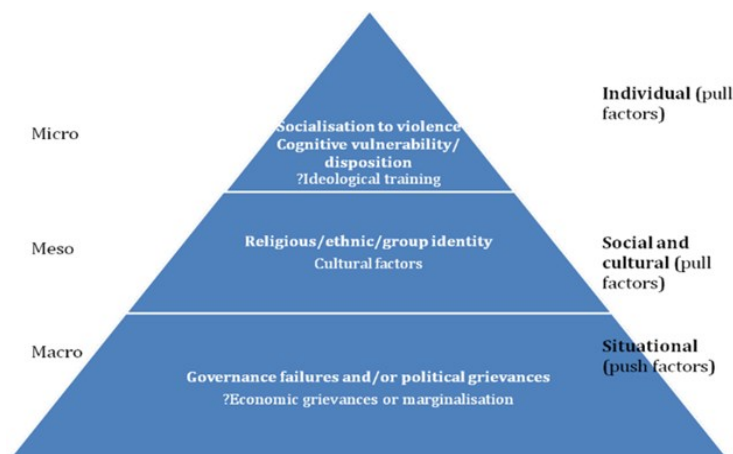 Individual (pull
factors)
Micro
Socialisation to violence
Cognitive vulnerability/
disposition
?Ideological training
Meso
Religious/ethnic/group identity
Cultural factors
Social and
cultural (pull
factors)
Macro
Situational
(push factors)
Governance failures and/or political grievances
?Economic grievances or marginalisation